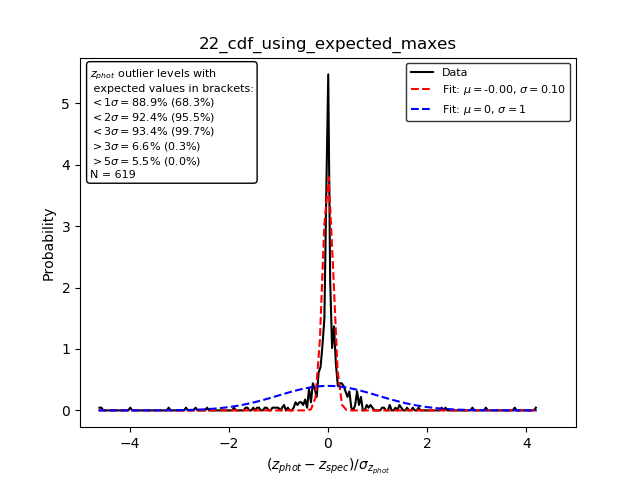 22_cdf_using_expected_maxes
z_phot outlier levels with
expected values in brackets:
< 1σ = 88.9% (68.3%)
< 2σ = 92.4% (95.5%)
< 3σ = 93.4% (99.7%)
> 3σ = 6.6% (0.3%)
> 5σ = 5.5% (0.0%)
N = 619
Data
Fit: μ = -0.00, σ = 0.10
Fit: μ = 0, σ = 1
Probability
5
4
3
2
1
0
−4 −2 0 2 4
(z_phot − z_spec)/σ_z_phot